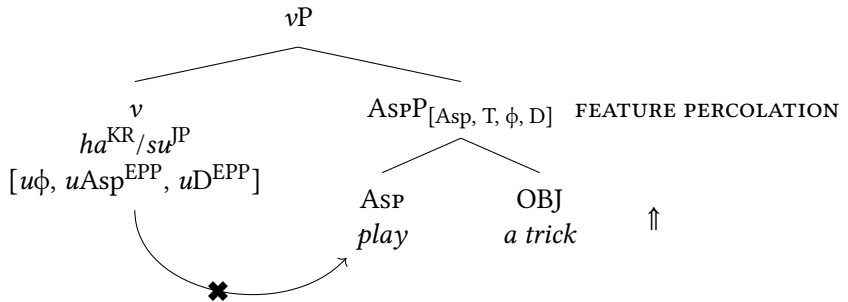 vP
v AspP[Asp, T, ϕ, D] FEATURE PERCOLATION
ha^KR/su^JP
[uϕ, uAsp^EPP, uD^EPP]
Asp OBJ
play a trick ⇑
✖